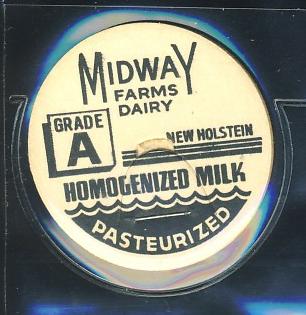 MIDWAY
FARMS
DAIRY
GRADE
A
NEW HOLSTEIN
HOMOGENIZED MILK
PASTEURIZED